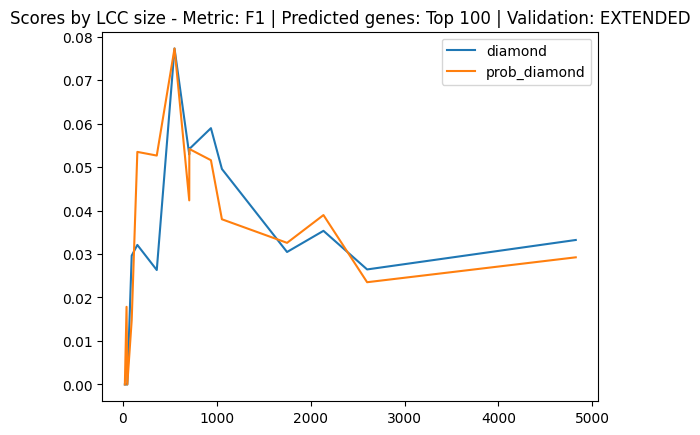 Scores by LCC size - Metric: F1 | Predicted genes: Top 100 | Validation: EXTENDED
diamond
prob_diamond
0.08
0.07
0.06
0.05
0.04
0.03
0.02
0.01
0.00
0 1000 2000 3000 4000 5000